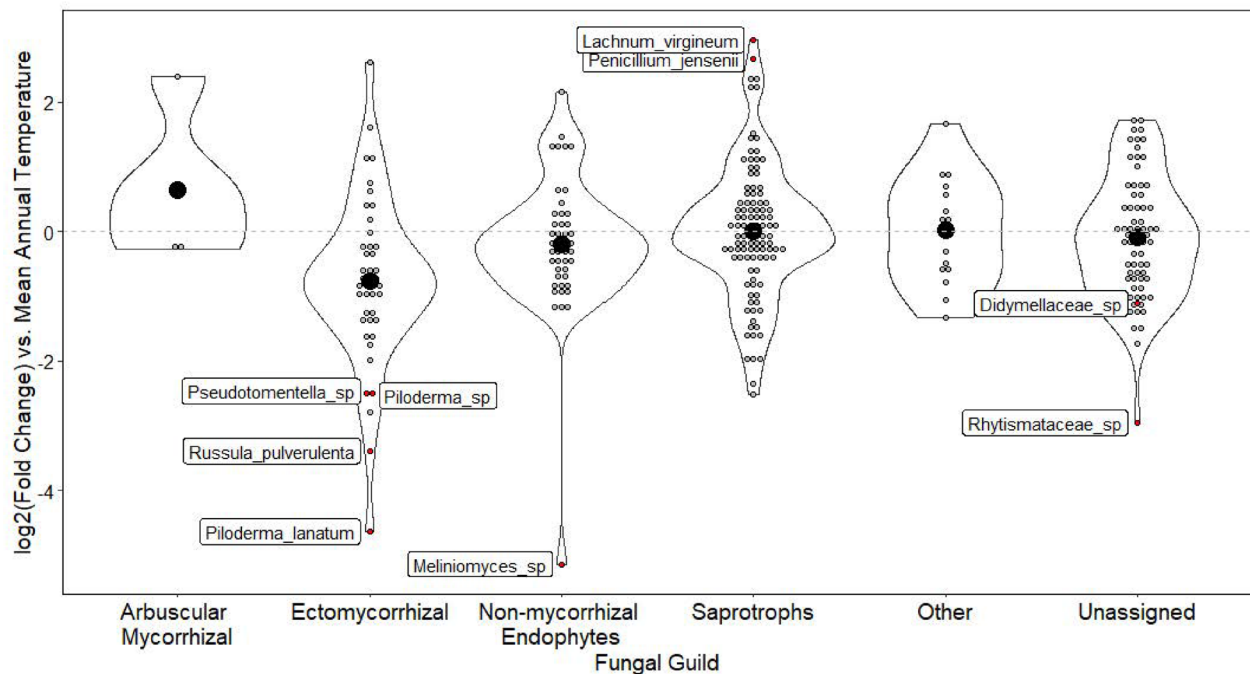 log2(Fold Change) vs. Mean Annual Temperature
2
0
-2
-4
Lachnum_virgineum
Penicillium_jensenii
Didymellaceae_sp
Pseudotomentella_sp
Piloderma_sp
Rhytismataceae_sp
Russula_pulverulenta
Piloderma_lanatum
Meliniomyces_sp
Arbuscular
Mycorrhizal
Ectomycorrhizal
Non-mycorrhizal
Endophytes
Saprotrophs
Other
Unassigned
Fungal Guild